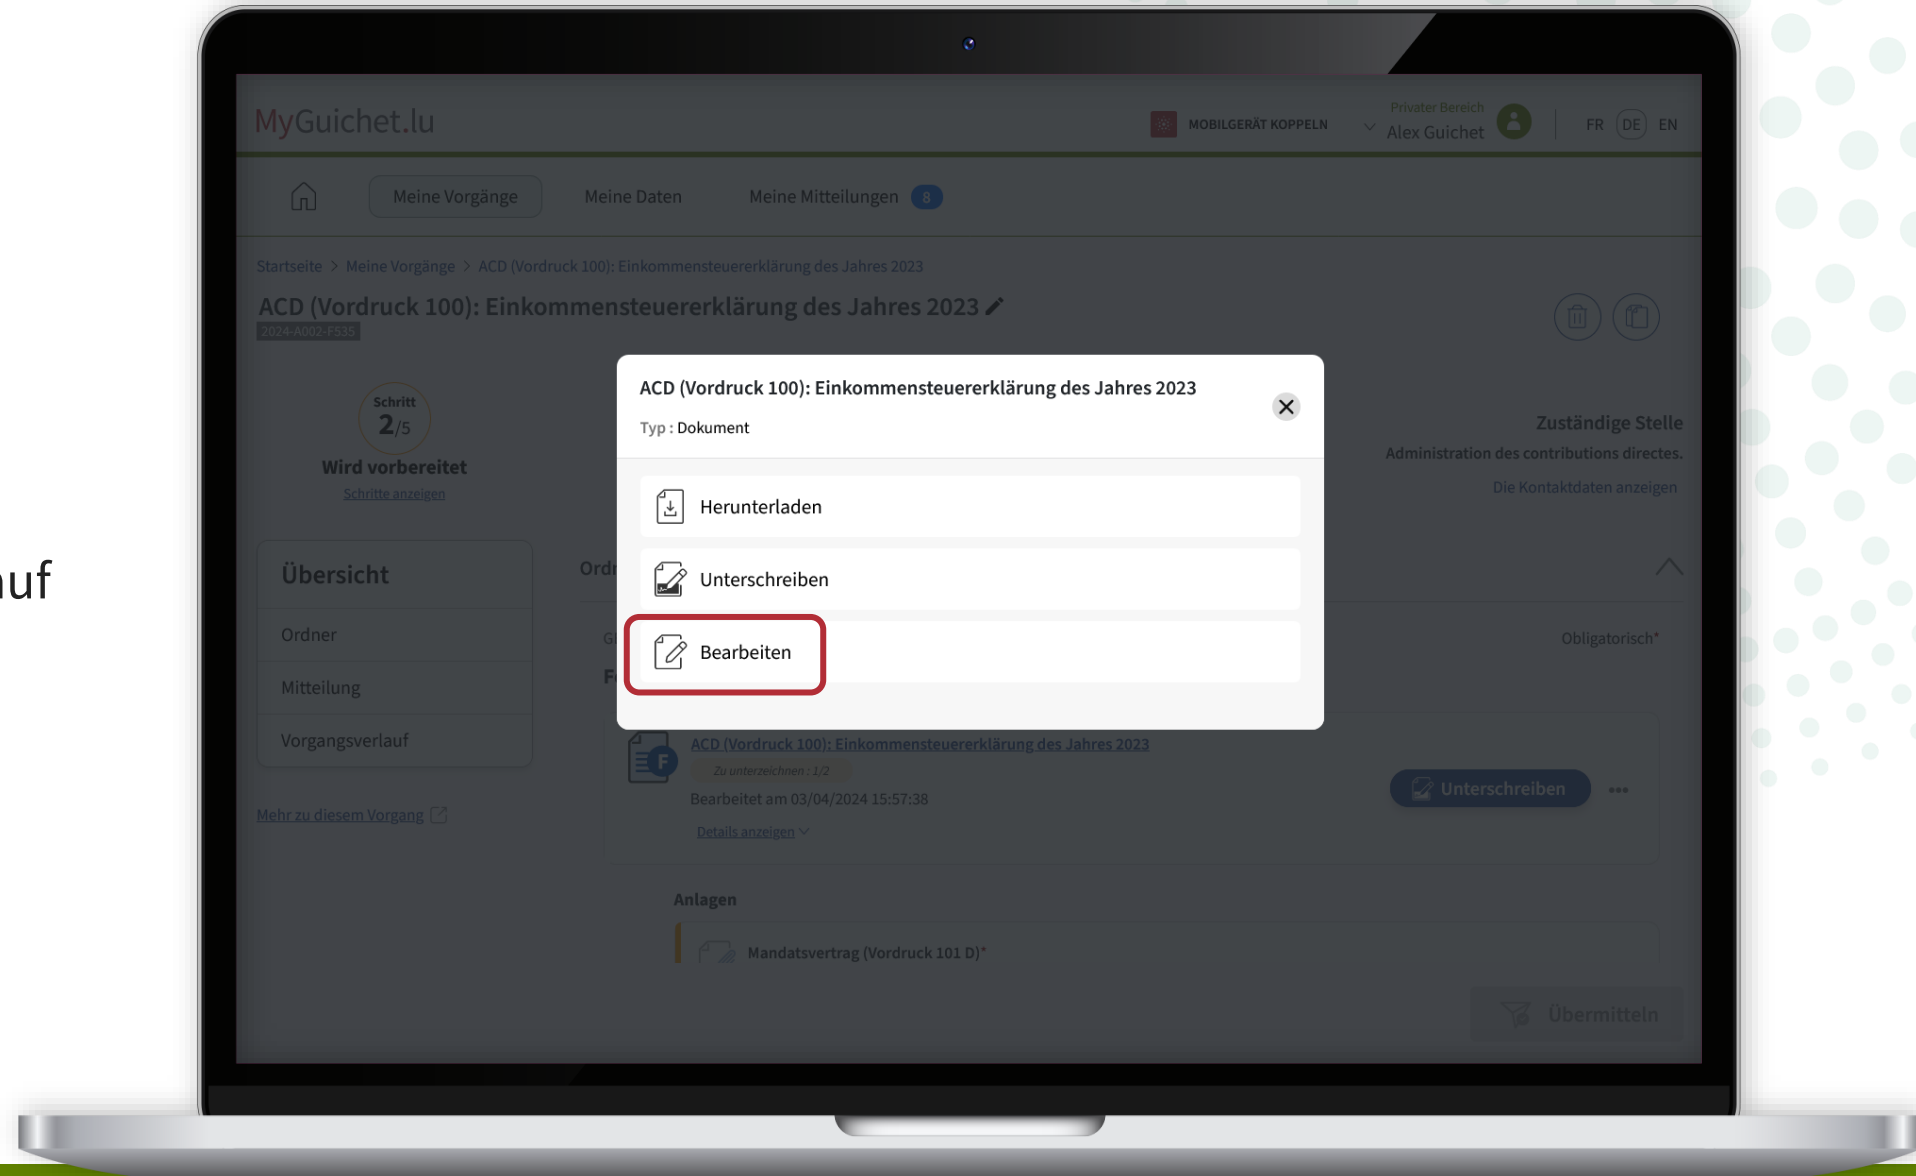 MyGuichet.lu
MOBILGERÄT KOPPELN
Privater Bereich
Alex Guichet
FR DE EN
Meine Vorgänge
Meine Daten
Meine Mitteilungen 8
Startseite > Meine Vorgänge > ACD (Vordruck 100): Einkommensteuererklärung des Jahres 2023
ACD (Vordruck 100): Einkommensteuererklärung des Jahres 2023
2024-A002-F535
Schritt
2/5
Wird vorbereitet
Schritte anzeigen
Zuständige Stelle
Administration des contributions directes.
Die Kontaktdaten anzeigen
ACD (Vordruck 100): Einkommensteuererklärung des Jahres 2023
Typ : Dokument
Herunterladen
Unterschreiben
Bearbeiten
uf
Übersicht
Ordner
Mitteilung
Vorgangsverlauf
Mehr zu diesem Vorgang
Ord
Obligatorisch*
ACD (Vordruck 100): Einkommensteuererklärung des Jahres 2023
F
Zu unterzeichnen : 1/2
Bearbeitet am 03/04/2024 15:57:38
Details anzeigen
Unterschreiben
Anlagen
Mandatsvertrag (Vordruck 101 D)*
Übermitteln